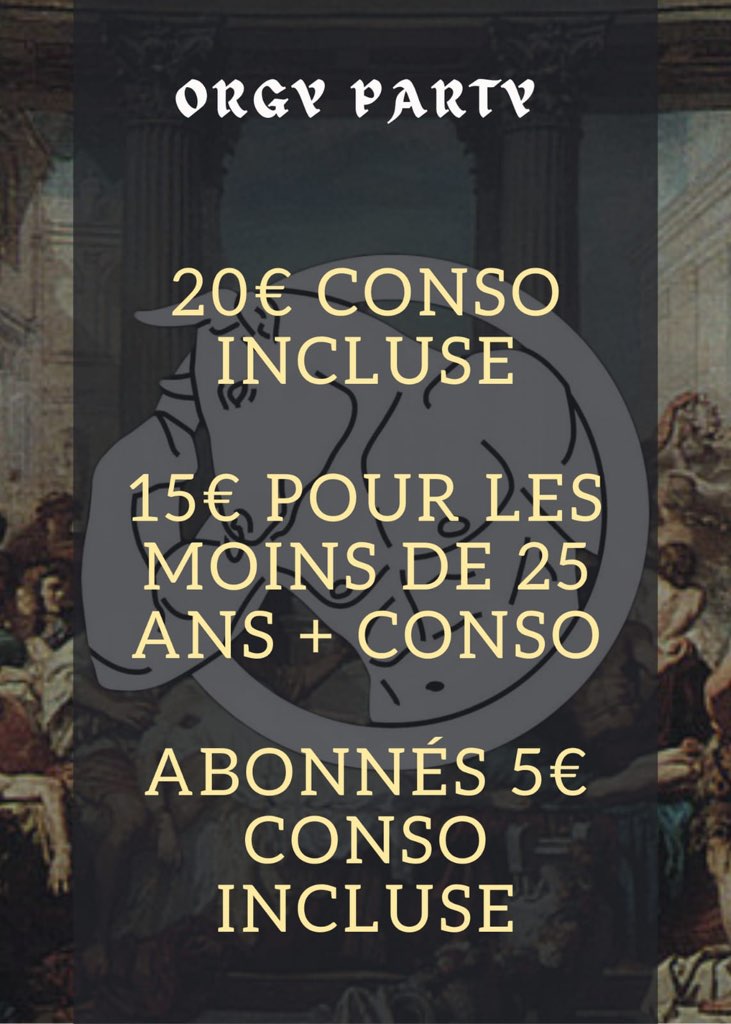 ORGY PARTY
20€ CONSO
INCLUSE
15€ POUR LES
MOINS DE 25
ANS + CONSO
ABONNÉS 5€
CONSO
INCLUSE